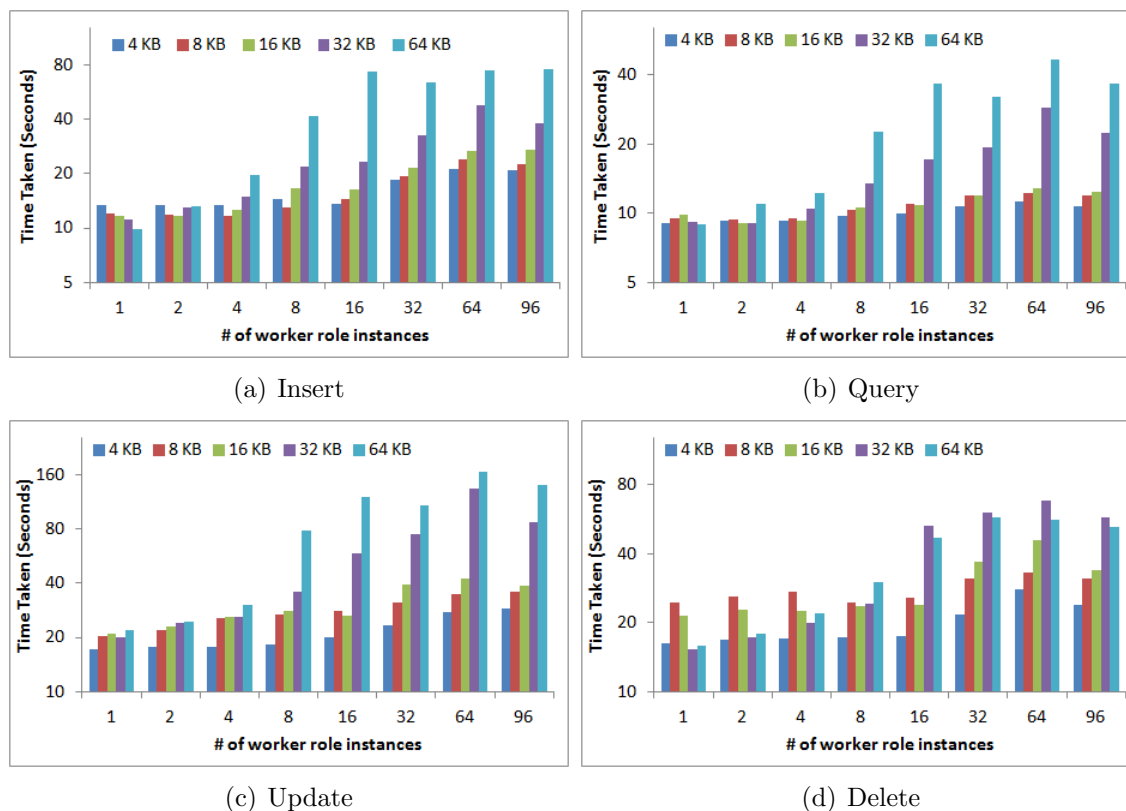 4 KB 8 KB 16 KB 32 KB 64 KB
Time Taken (Seconds)
80
40
20
10
5
1 2 4 8 16 32 64 96
# of worker role instances
(a) Insert
4 KB 8 KB 16 KB 32 KB 64 KB
Time Taken (Seconds)
40
20
10
5
1 2 4 8 16 32 64 96
# of worker role instances
(b) Query
4 KB 8 KB 16 KB 32 KB 64 KB
Time Taken (Seconds)
160
80
40
20
10
1 2 4 8 16 32 64 96
# of worker role instances
(c) Update
4 KB 8 KB 16 KB 32 KB 64 KB
Time Taken (Seconds)
80
40
20
10
1 2 4 8 16 32 64 96
# of worker role instances
(d) Delete